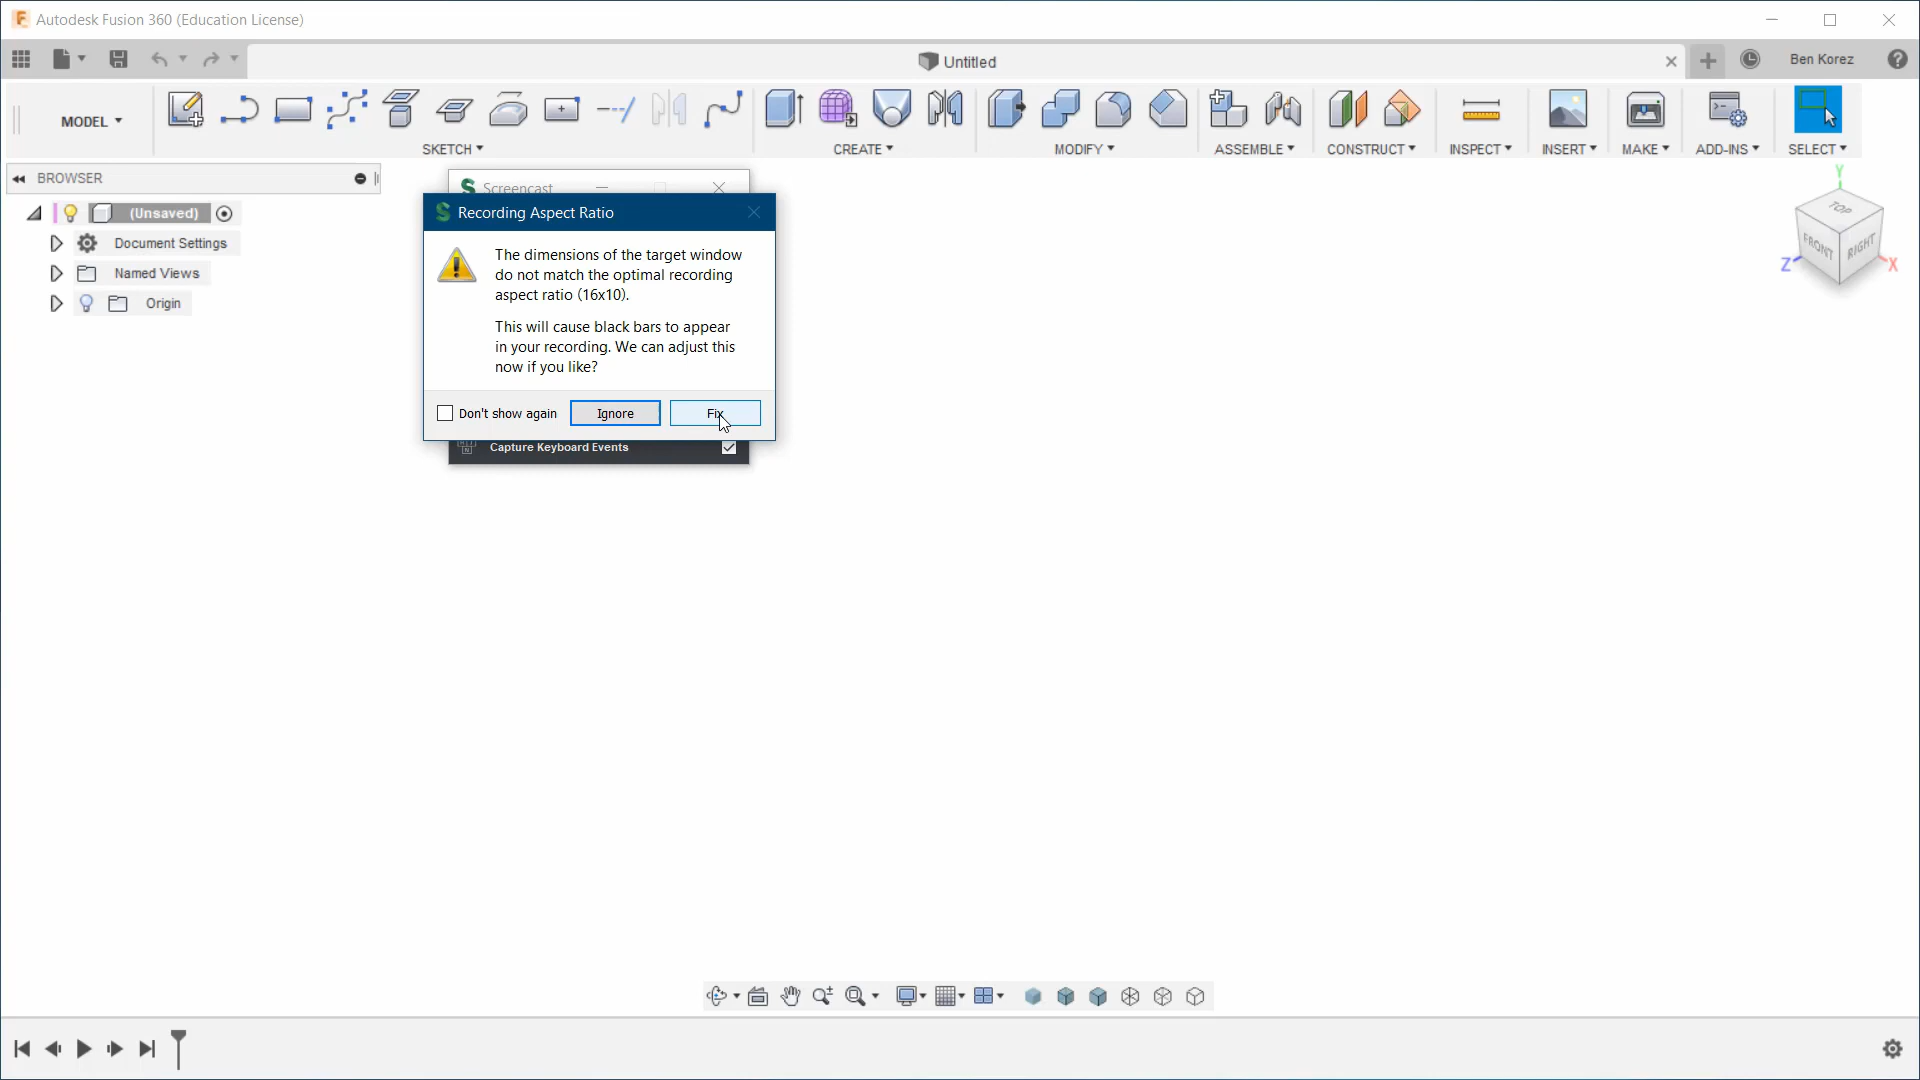 Autodesk Fusion 360 (Education License)
Untitled
Ben Korez
MODEL
SKETCH
CREATE
MODIFY
ASSEMBLE
CONSTRUCT
INSPECT
INSERT
MAKE
ADD-INS
SELECT
BROWSER
(Unsaved)
Document Settings
Named Views
Origin
Screencast
Recording Aspect Ratio
The dimensions of the target window
do not match the optimal recording
aspect ratio (16x10).
This will cause black bars to appear
in your recording. We can adjust this
now if you like?
Don't show again
Ignore
Fix
Capture Keyboard Events
Y
TOP
FRONT
RIGHT
Z
X